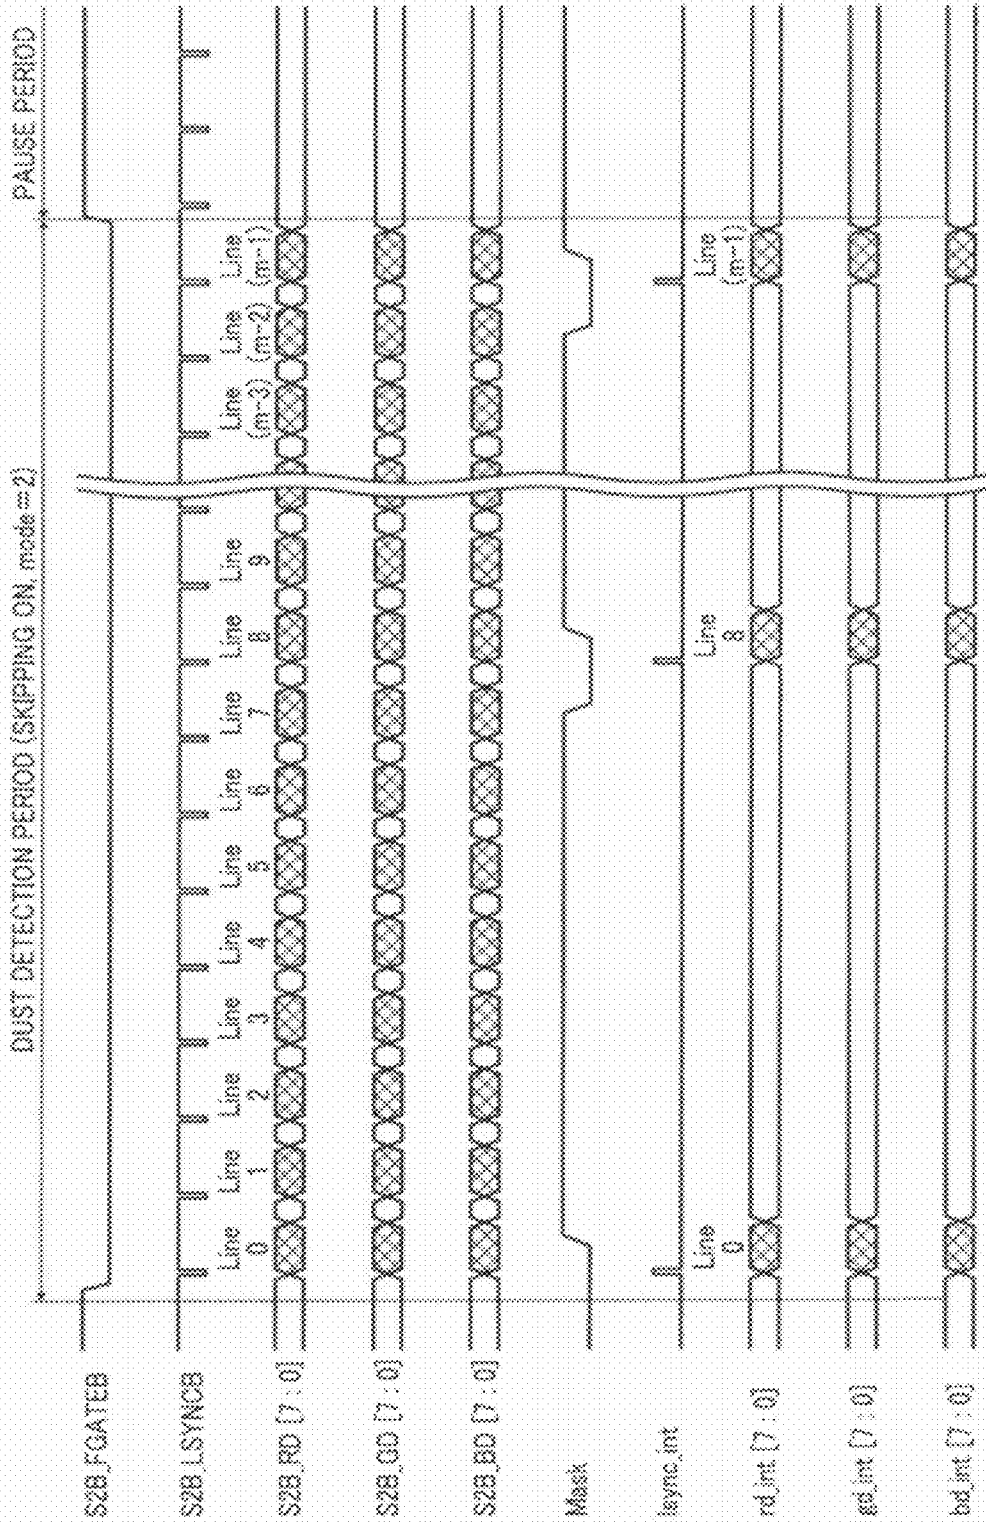 DUST DETECTION PERIOD (SKIPPING ON, mode=2)
PAUSE PERIOD
S2B_FGATEB
S2B_LSYNCB
Line 0
Line 1
Line 2
Line 3
Line 4
Line 5
Line 6
Line 7
Line 8
Line 9
Line (m-3)
Line (m-2)
Line (m-1)
S2B_RD [7 : 0]
S2B_GD [7 : 0]
S2B_BD [7 : 0]
Mask
lsync_int
Line 0
Line 8
Line (m-1)
rd_int [7 : 0]
gd_int [7 : 0]
bd_int [7 : 0]